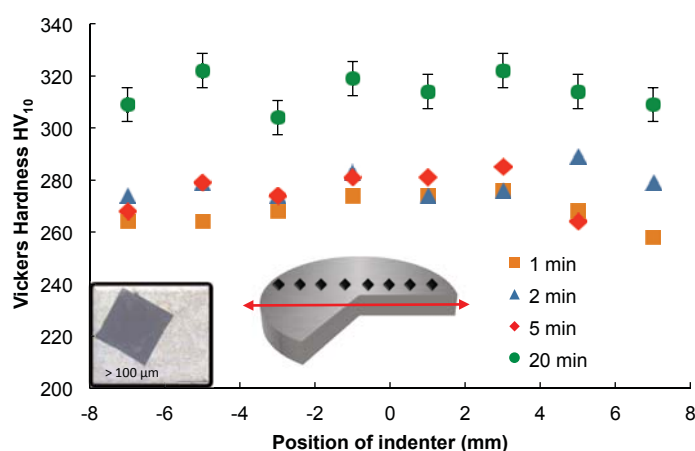 340
320
300
280
260
240
220
200
Vickers Hardness HV10
-8
-6
-4
-2
0
2
4
6
8
Position of indenter (mm)
> 100 µm
1 min
2 min
5 min
20 min